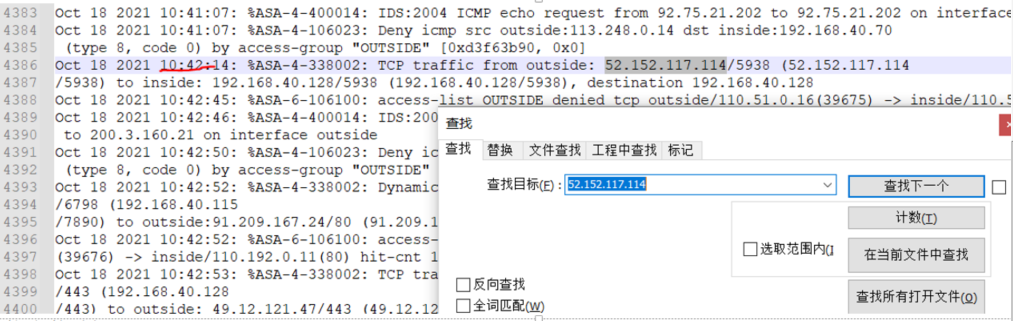 4383 Oct 18 2021 10:41:07: %ASA-4-400014: IDS:2004 ICMP echo request from 92.75.21.202 to 92.75.21.202 on interface
4384 Oct 18 2021 10:41:07: %ASA-4-106023: Deny icmp src outside:113.248.0.14 dst inside:192.168.40.70
4385 (type 8, code 0) by access-group "OUTSIDE" [0xd3f63b90, 0x0]
4386 Oct 18 2021 10:42:14: %ASA-4-338002: TCP traffic from outside: 52.152.117.114/5938 (52.152.117.114
4387 /5938) to inside: 192.168.40.128/5938 (192.168.40.128/5938), destination 192.168.40.128
4388 Oct 18 2021 10:42:45: %ASA-6-106100: access-list OUTSIDE denied tcp outside/110.51.0.16(39675) -> inside/110.5
4389 Oct 18 2021 10:42:46: %ASA-4-400014: IDS:200
4390 to 200.3.160.21 on interface outside
4391 Oct 18 2021 10:42:50: %ASA-4-106023: Deny ic
4392 (type 8, code 0) by access-group "OUTSIDE"
4393 Oct 18 2021 10:42:52: %ASA-4-338002: Dynamic
4394 /6798 (192.168.40.115
4395 /7890) to outside:91.209.167.24/80 (91.209.1
4396 Oct 18 2021 10:42:52: %ASA-6-106100: access-
4397 (39676) -> inside/110.192.0.11(80) hit-cnt 1
4398 Oct 18 2021 10:42:53: %ASA-4-338002: TCP tra
4399 /443 (192.168.40.128
4400 /443) to outside: 49.12.121.47/443 (49.12.12
查找
查找 替换 文件查找 工程中查找 标记
查找目标(F): 52.152.117.114 查找下一个
计数(T)
选取范围内(I 在当前文件中查找
反向查找
全词匹配(W) 查找所有打开文件(O)